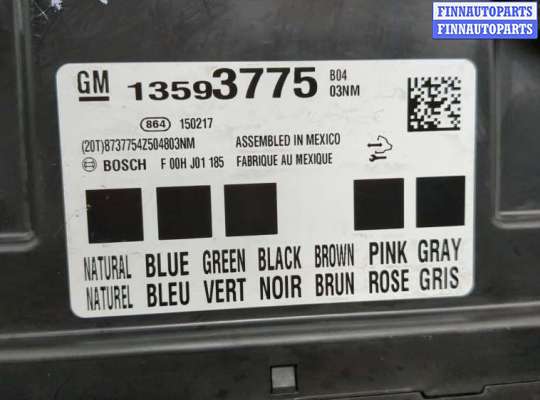 FINNAUTOPARTS
FINNAUTOPARTS
GM 13593775 B04
03NM
864 150217
(20T)8737754Z504803NM ASSEMBLED IN MEXICO
BOSCH F 00H J01 185 FABRIQUE AU MEXIQUE
NATURAL BLUE GREEN BLACK BROWN PINK GRAY
NATUREL BLEU VERT NOIR BRUN ROSE GRIS